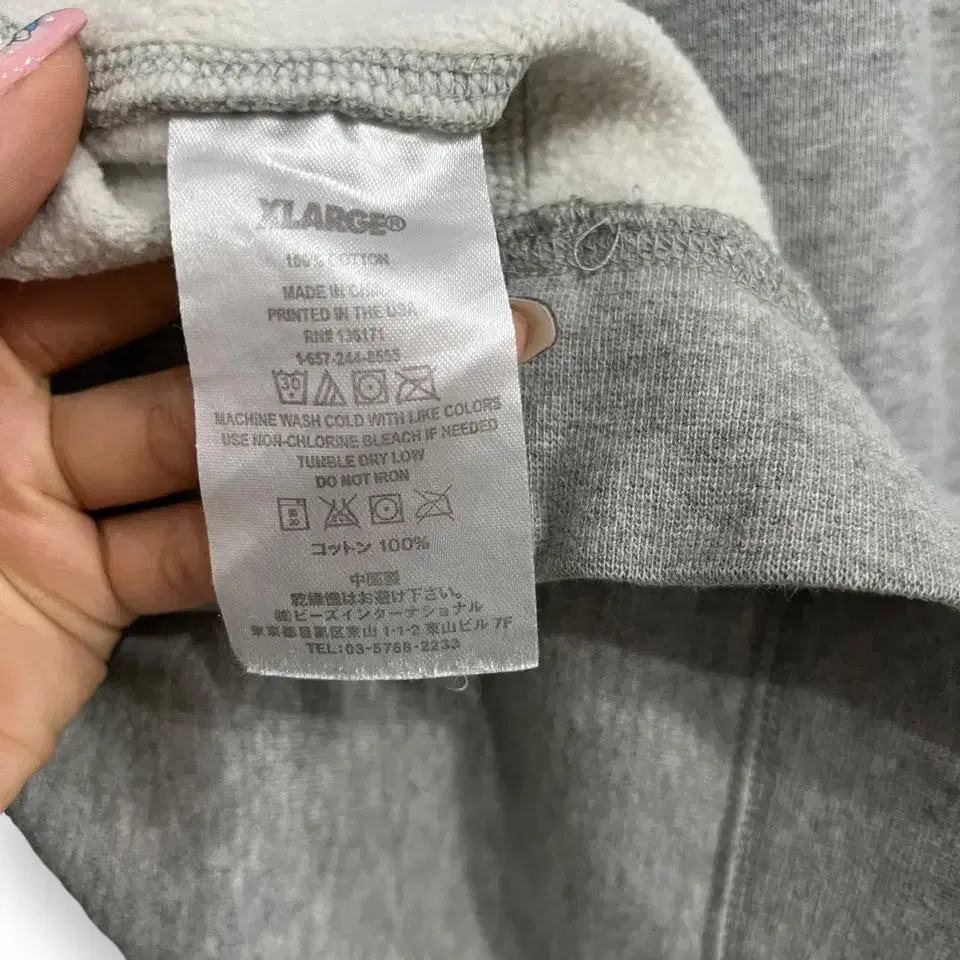 XLARGE®
100% COTTON
MADE IN CHINA
PRINTED IN THE USA
RN# 135171
1-657-244-8555
30
MACHINE WASH COLD WITH LIKE COLORS
USE NON-CHLORINE BLEACH IF NEEDED
TUMBLE DRY LOW
DO NOT IRON
コットン 100%
中国製
乾燥機はお避け下さい。
㈱ビーズインターナショナル
東京都目黒区東山 1-1-2 東山ビル 7F
TEL:03-5768-2233